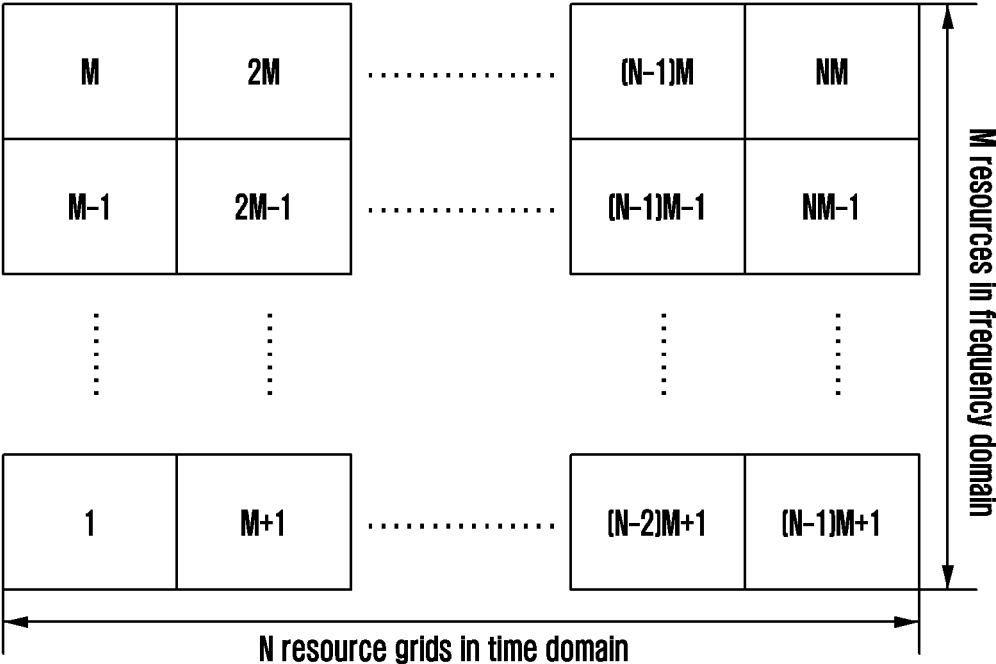 M 2M (N-1)M NM
M-1 2M-1 (N-1)M-1 NM-1
1 M+1 (N-2)M+1 (N-1)M+1
N resource grids in time domain
M resources in frequency domain